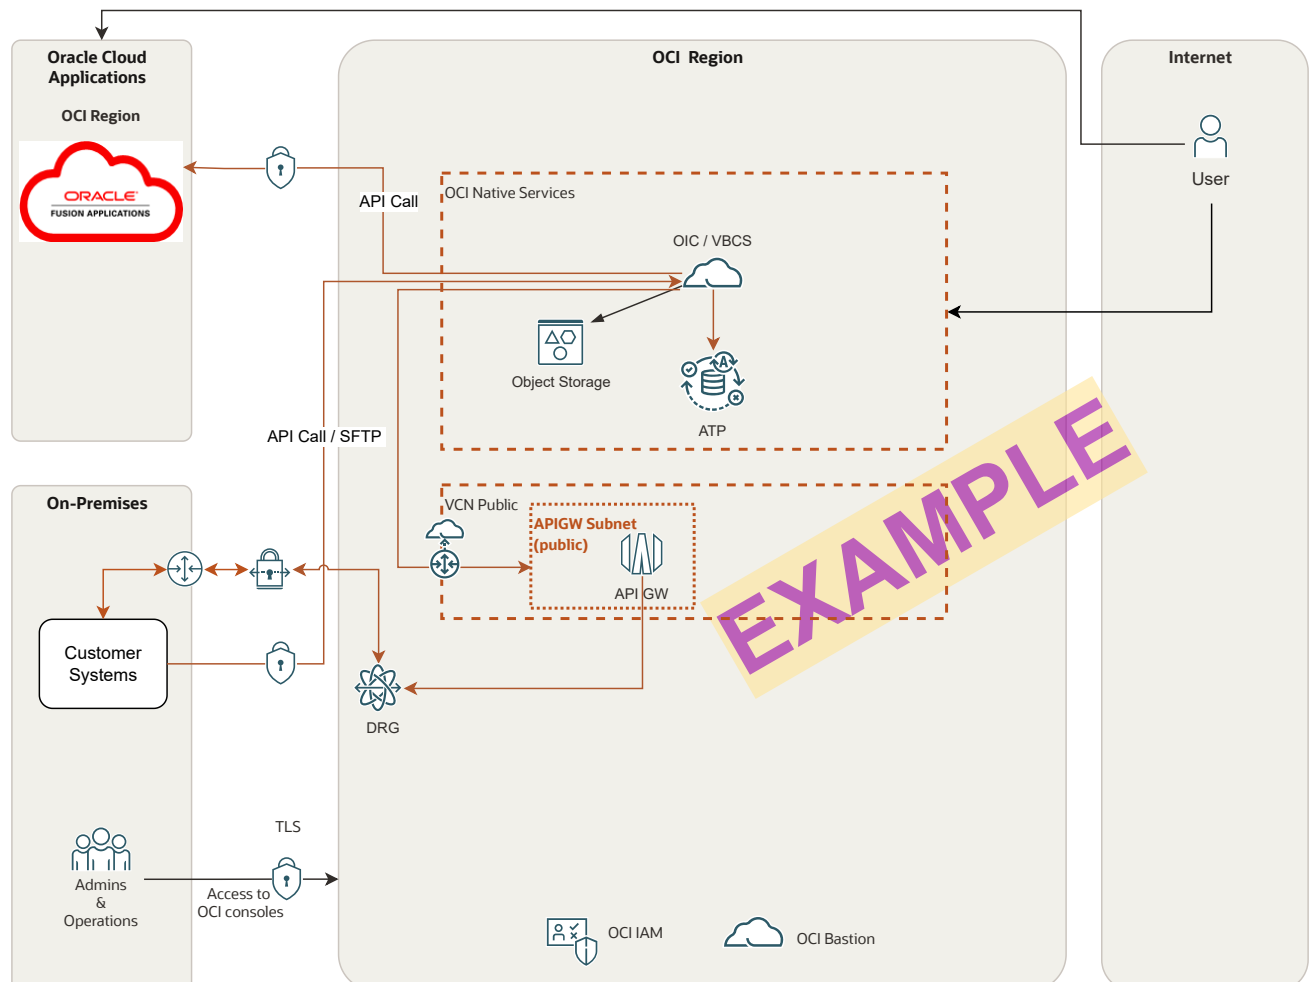 Oracle Cloud
Applications
OCI Region
ORACLE
FUSION APPLICATIONS
OCI Region
Internet
User
API Call
OCI Native Services
OIC / VBCS
Object Storage
ATP
API Call / SFTP
On-Premises
VCN Public
APIGW Subnet
(public)
API GW
EXAMPLE
Customer
Systems
DRG
TLS
Admins
&
Operations
Access to
OCI consoles
OCI IAM
OCI Bastion